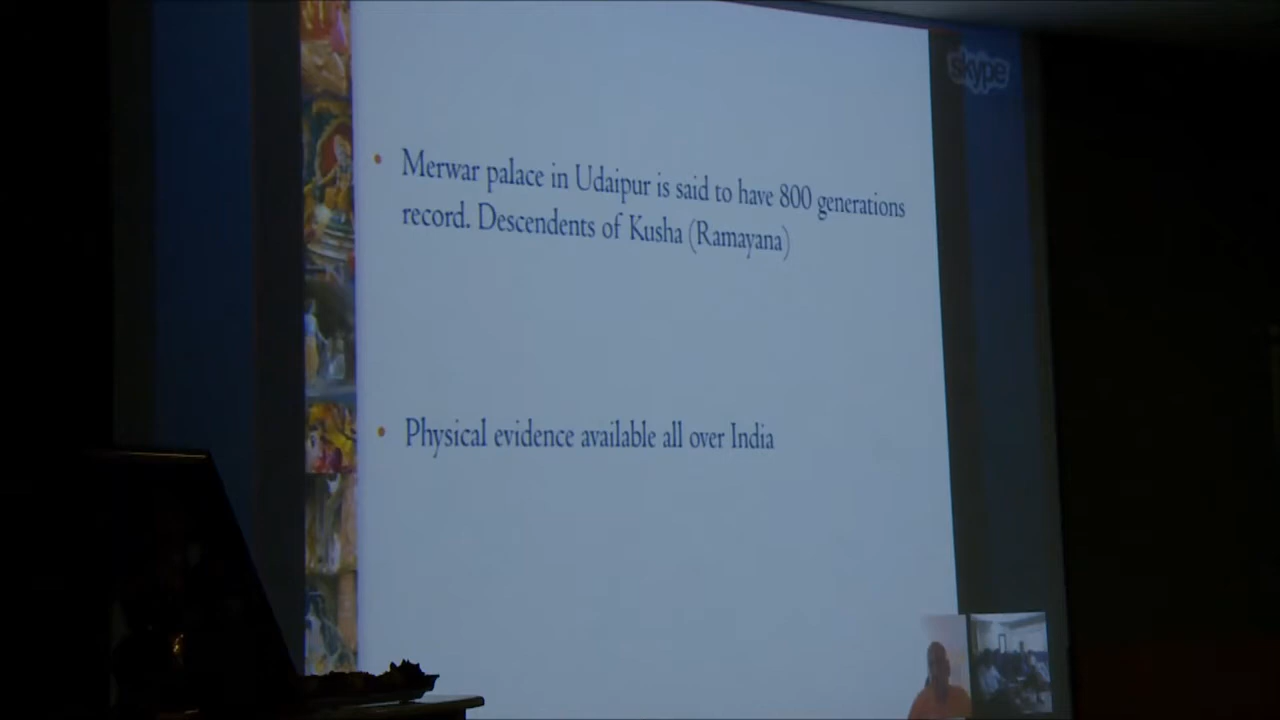 skype
• Merwar palace in Udaipur is said to have 800 generations
record. Descendents of Kusha (Ramayana)
• Physical evidence available all over India